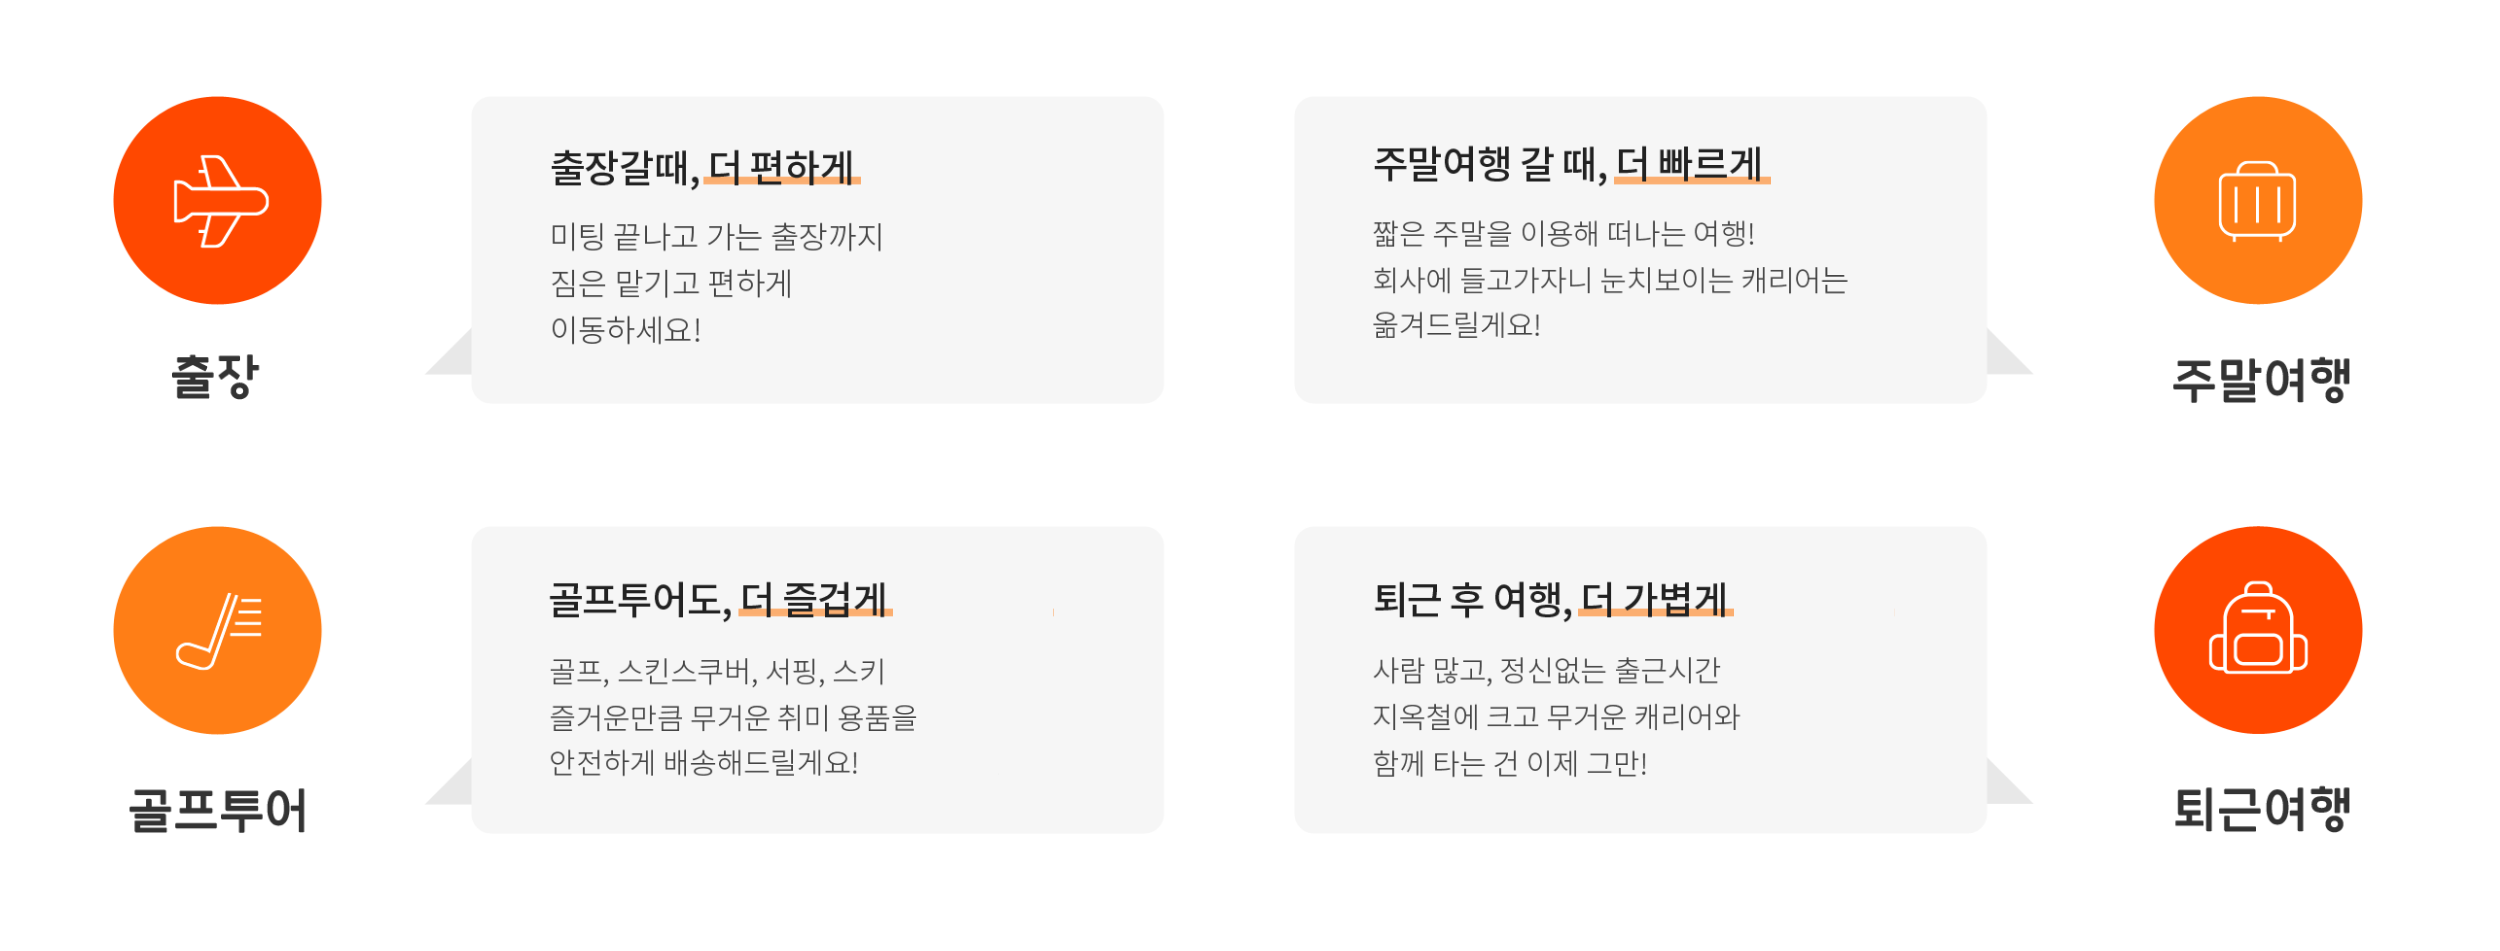 출장갈때, 더 편하게
미팅 끝나고 가는 출장까지
짐은 맡기고 편하게
이동하세요!
출장
주말여행 갈 때, 더 빠르게
짧은 주말을 이용해 떠나는 여행!
회사에 들고가자니 눈치보이는 캐리어는
옮겨드릴게요!
주말여행
골프투어도, 더 즐겁게
골프, 스킨스쿠버, 서핑, 스키
즐거운만큼 무거운 취미 용품을
안전하게 배송해드릴게요!
골프투어
퇴근 후 여행, 더 가볍게
사람 많고, 정신없는 출근시간
지옥철에 크고 무거운 캐리어와
함께 타는 건 이제 그만!
퇴근여행